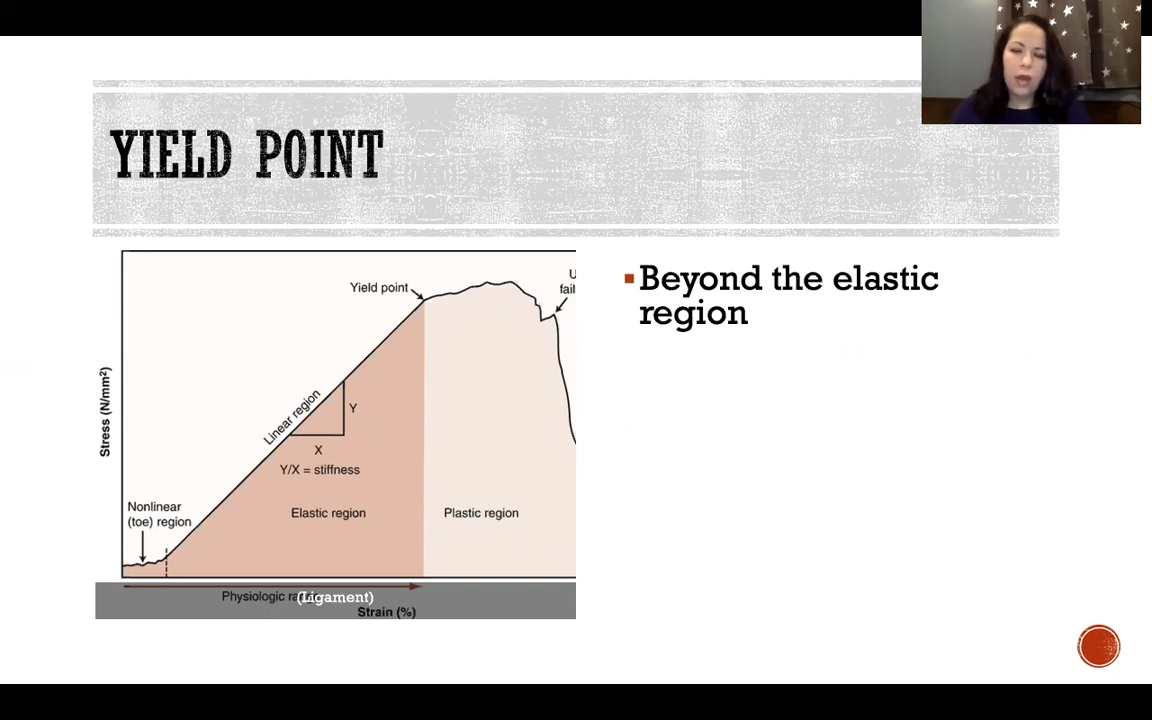 YIELD POINT
▪Beyond the elastic
region
Yield point
U
fail
Linear region
Y
X
Y/X = stiffness
Stress (N/mm²)
Nonlinear
(toe) region
Elastic region
Plastic region
Physiologic
(Ligament)
Strain (%)